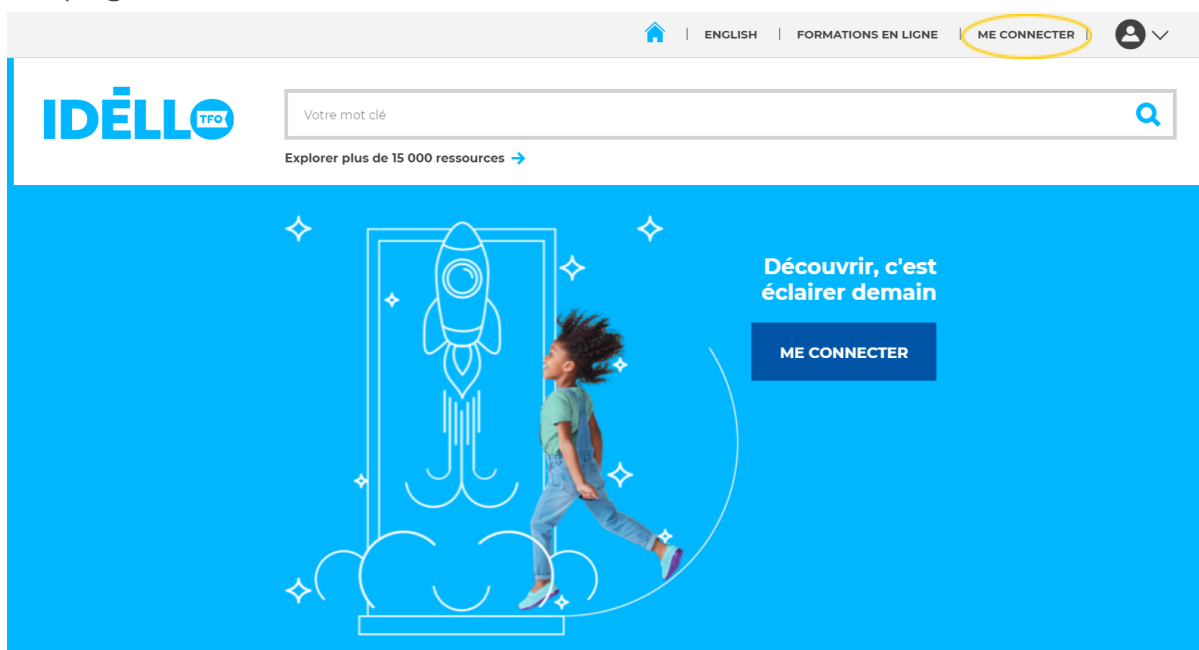 ENGLISH | FORMATIONS EN LIGNE | ME CONNECTER |
IDÉLLO TFO
Votre mot clé
Explorer plus de 15 000 ressources →
Découvrir, c'est
éclairer demain
ME CONNECTER